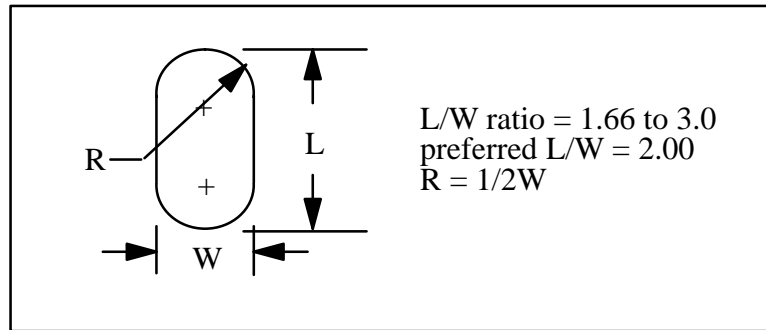 R
L
W
L/W ratio = 1.66 to 3.0
preferred L/W = 2.00
R = 1/2W